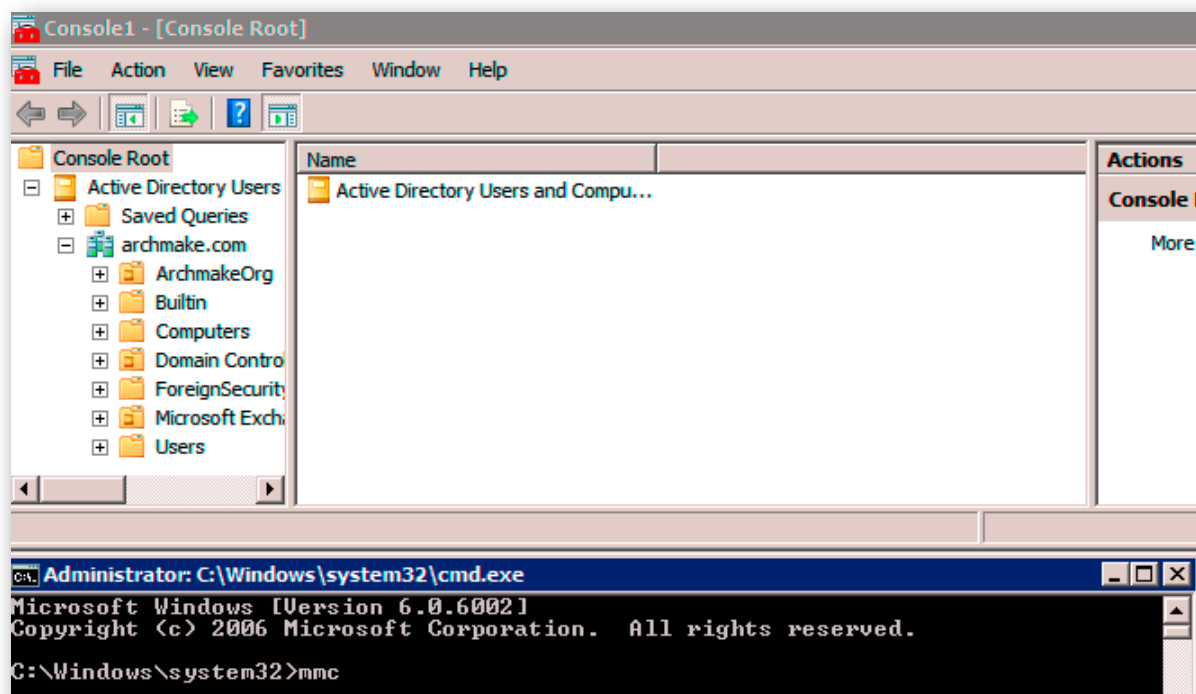 Console1 - [Console Root]
File Action View Favorites Window Help
Console Root
Active Directory Users
Saved Queries
archmake.com
ArchmakeOrg
Builtin
Computers
Domain Contro
ForeignSecurity
Microsoft Excha
Users
Name
Active Directory Users and Compu...
Actions
Console
More
Administrator: C:\Windows\system32\cmd.exe
Microsoft Windows [Version 6.0.6002]
Copyright (c) 2006 Microsoft Corporation. All rights reserved.
C:\Windows\system32>mmc